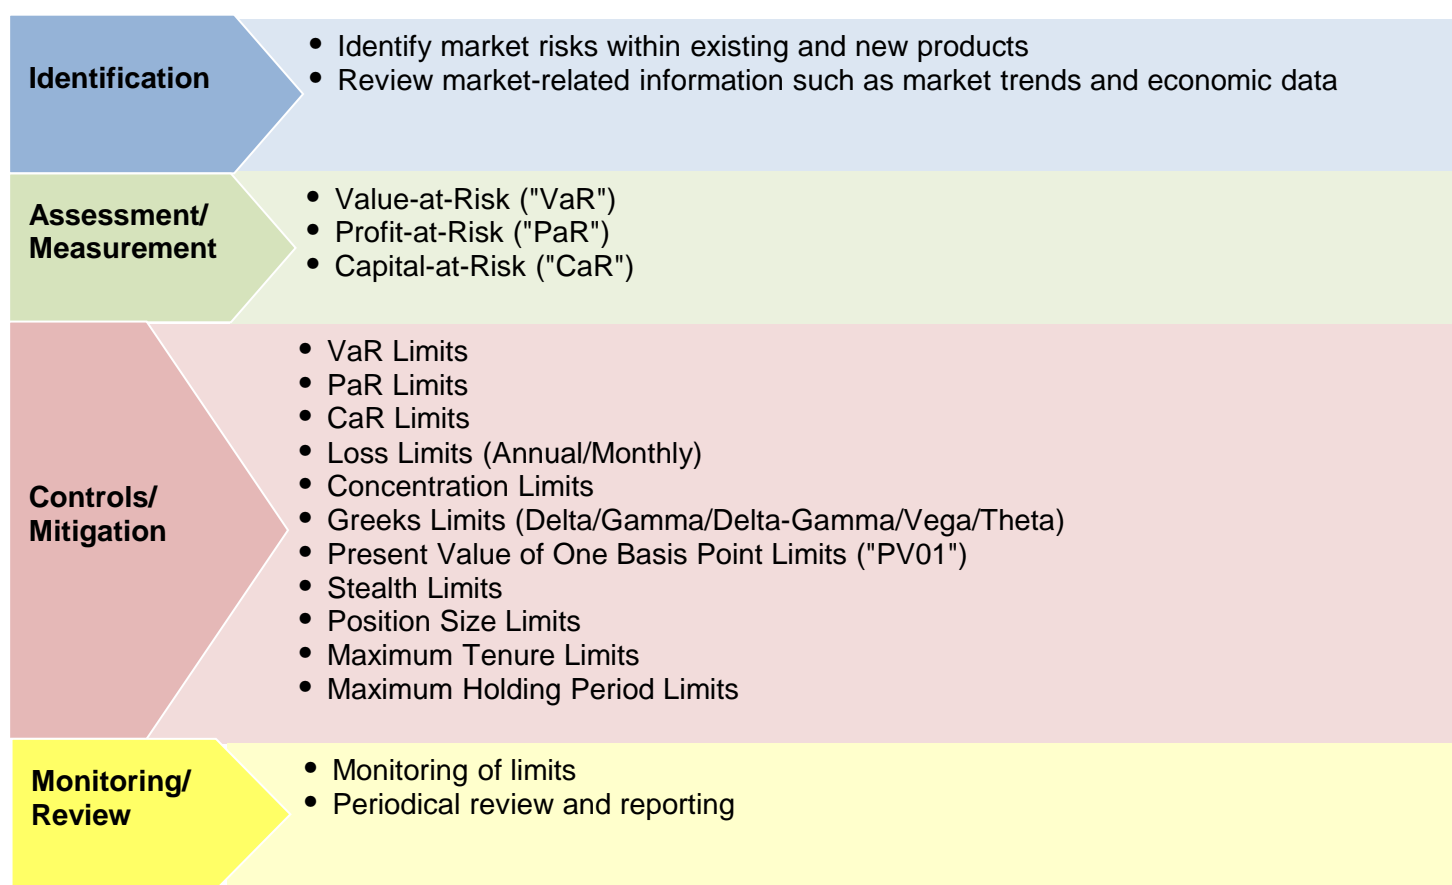 Identification
• Identify market risks within existing and new products
• Review market-related information such as market trends and economic data
Assessment/
Measurement
• Value-at-Risk ("VaR")
• Profit-at-Risk ("PaR")
• Capital-at-Risk ("CaR")
Controls/
Mitigation
• VaR Limits
• PaR Limits
• CaR Limits
• Loss Limits (Annual/Monthly)
• Concentration Limits
• Greeks Limits (Delta/Gamma/Delta-Gamma/Vega/Theta)
• Present Value of One Basis Point Limits ("PV01")
• Stealth Limits
• Position Size Limits
• Maximum Tenure Limits
• Maximum Holding Period Limits
Monitoring/
Review
• Monitoring of limits
• Periodical review and reporting